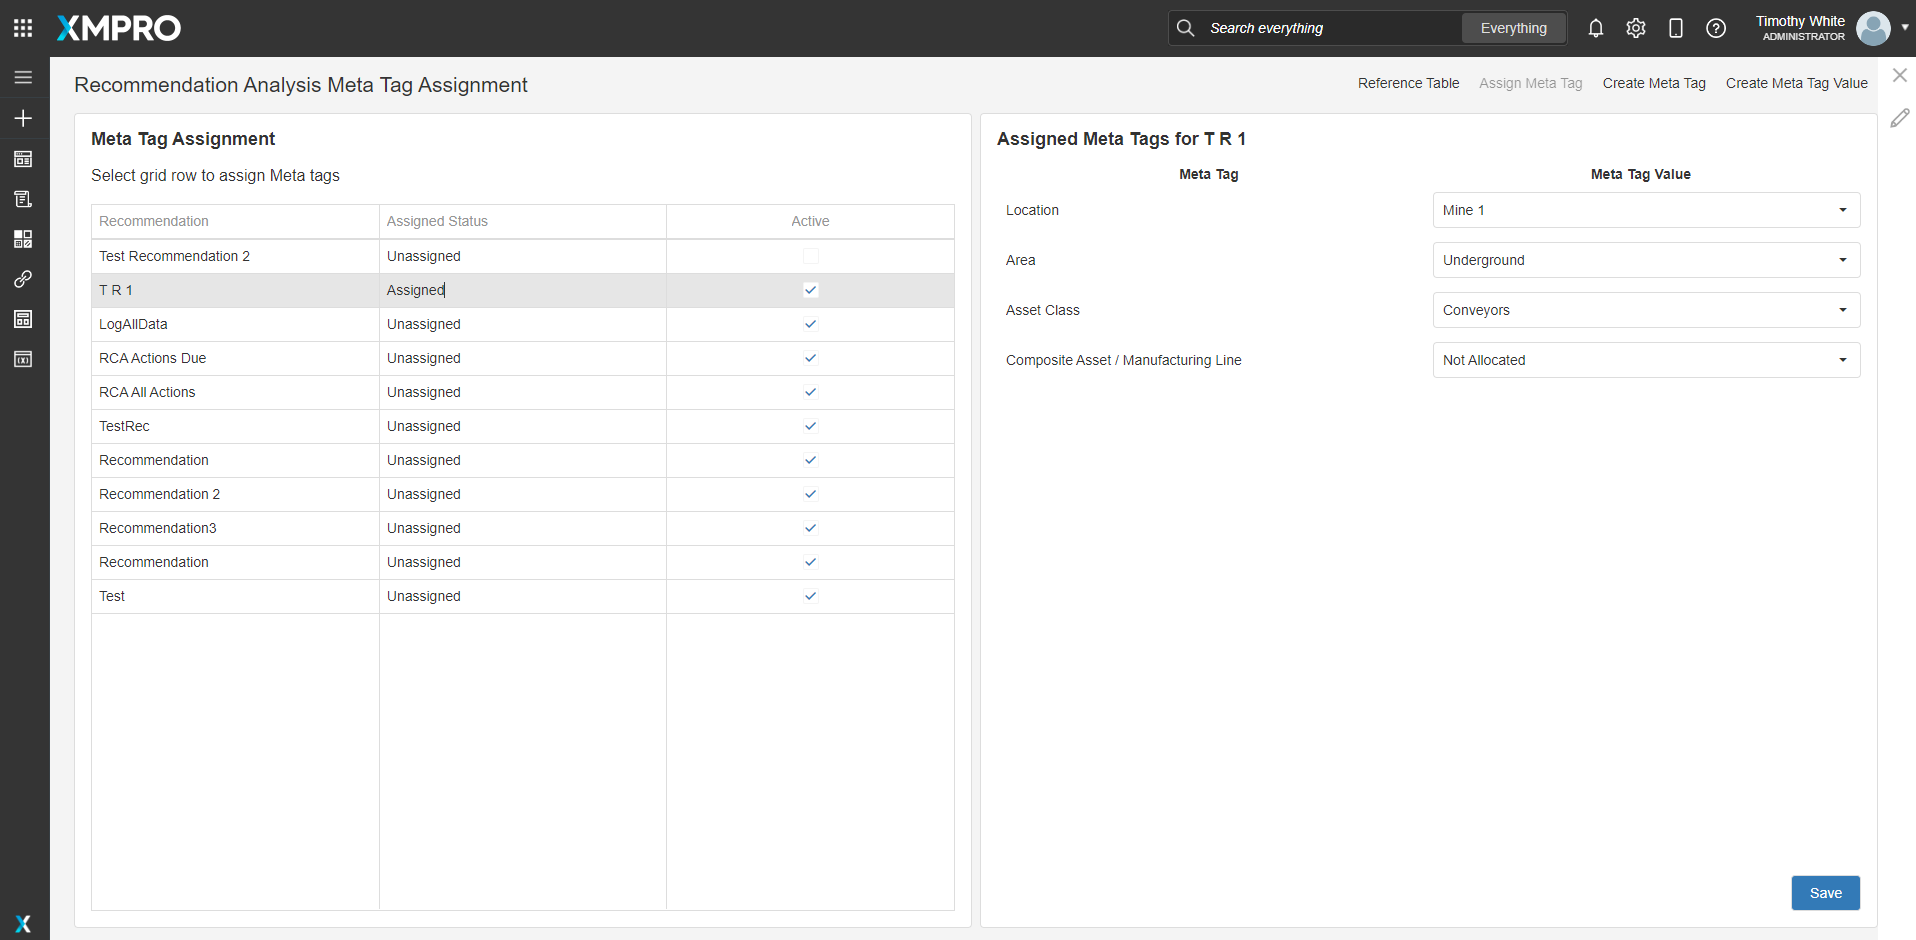 XMPRO
Search everything
Everything
Timothy White
ADMINISTRATOR
Recommendation Analysis Meta Tag Assignment
Reference Table
Assign Meta Tag
Create Meta Tag
Create Meta Tag Value
Meta Tag Assignment
Select grid row to assign Meta tags
Recommendation Assigned Status Active
Test Recommendation 2 Unassigned
T R 1 Assigned
LogAllData Unassigned
RCA Actions Due Unassigned
RCA All Actions Unassigned
TestRec Unassigned
Recommendation Unassigned
Recommendation 2 Unassigned
Recommendation3 Unassigned
Recommendation Unassigned
Test Unassigned
Assigned Meta Tags for T R 1
Meta Tag Meta Tag Value
Location Mine 1
Area Underground
Asset Class Conveyors
Composite Asset / Manufacturing Line Not Allocated
Save